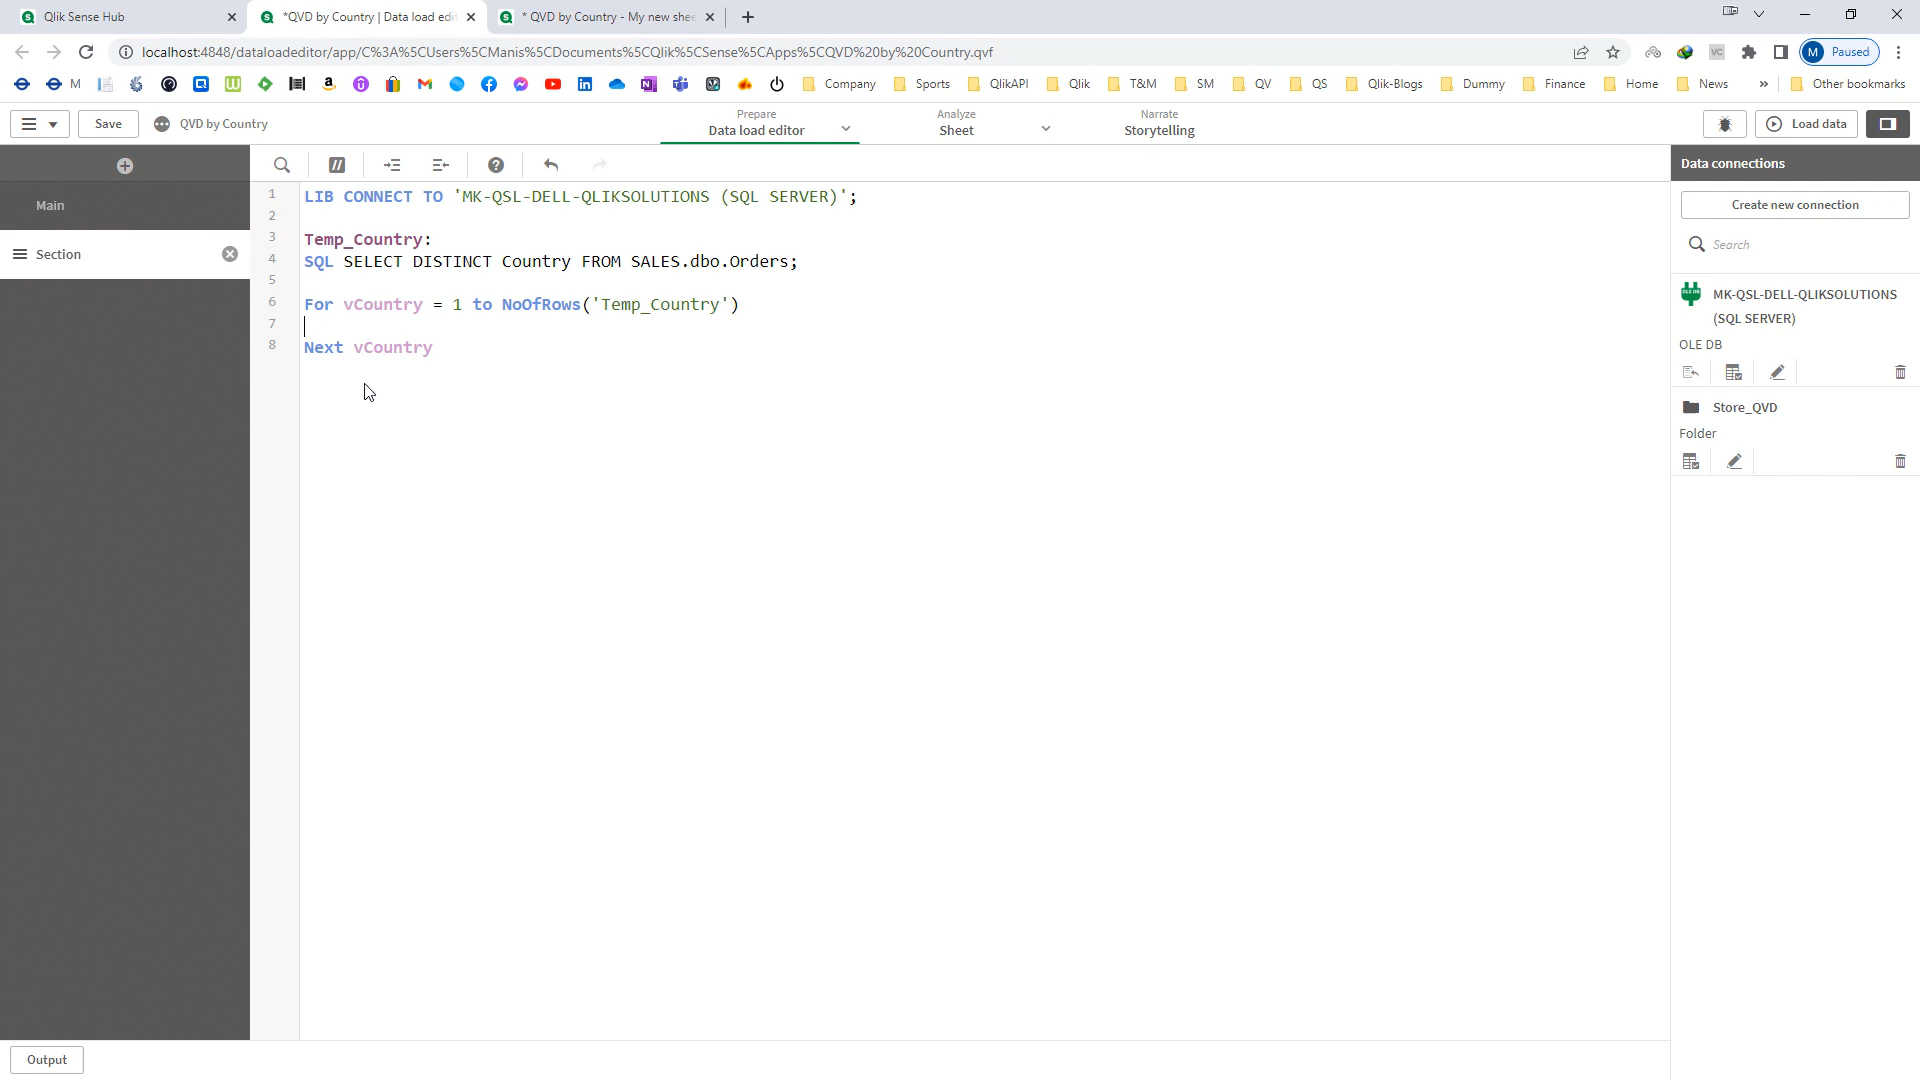 Qlik Sense Hub
*QVD by Country | Data load edi
* QVD by Country - My new she
localhost:4848/dataloadeditor/app/C%3A%5CUsers%5CManis%5CDocuments%5CQlik%5CSense%5CApps%5CQVD%20by%20Country.qvf
M Paused
M Company Sports QlikAPI Qlik T&M SM QV QS Qlik-Blogs Dummy Finance Home News » Other bookmarks
Save
QVD by Country
Prepare
Data load editor
Analyze
Sheet
Narrate
Storytelling
Load data
Main
Section
1 LIB CONNECT TO 'MK-QSL-DELL-QLIKSOLUTIONS (SQL SERVER)';
2
3 Temp_Country:
4 SQL SELECT DISTINCT Country FROM SALES.dbo.Orders;
5
6 For vCountry = 1 to NoOfRows('Temp_Country')
7
8 Next vCountry
Data connections
Create new connection
Search
MK-QSL-DELL-QLIKSOLUTIONS
(SQL SERVER)
OLE DB
Store_QVD
Folder
Output